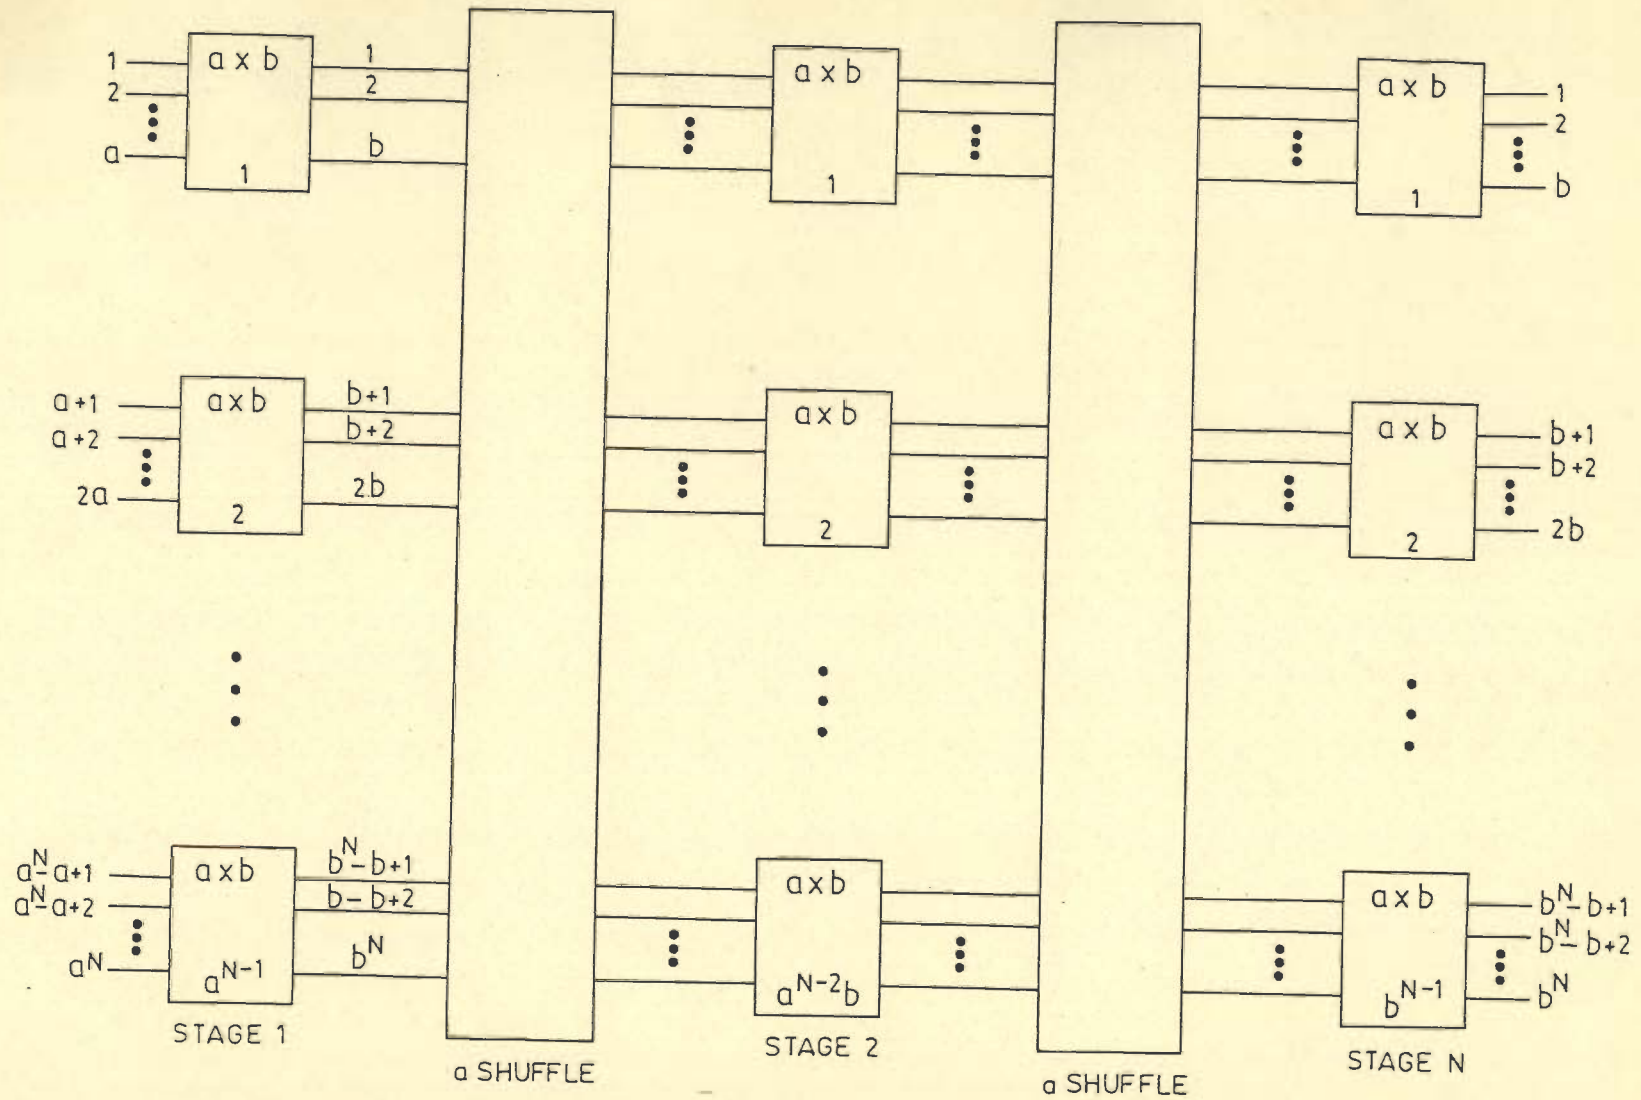 1 a x b 1 a x b a x b 1
2 2 2
a 1 b 1 1 b
a+1 a x b b+1 a x b a x b b+1
a+2 b+2 b+2
2a 2 2b 2 2 2b
a^N-a+1 a x b b^N-b+1 a x b a x b b^N-b+1
a^N-a+2 b-b+2 b^N-b+2
a^N a^N-1 b^N a^N-2 b b^N-1 b^N
STAGE 1 STAGE 2 STAGE N
a SHUFFLE a SHUFFLE